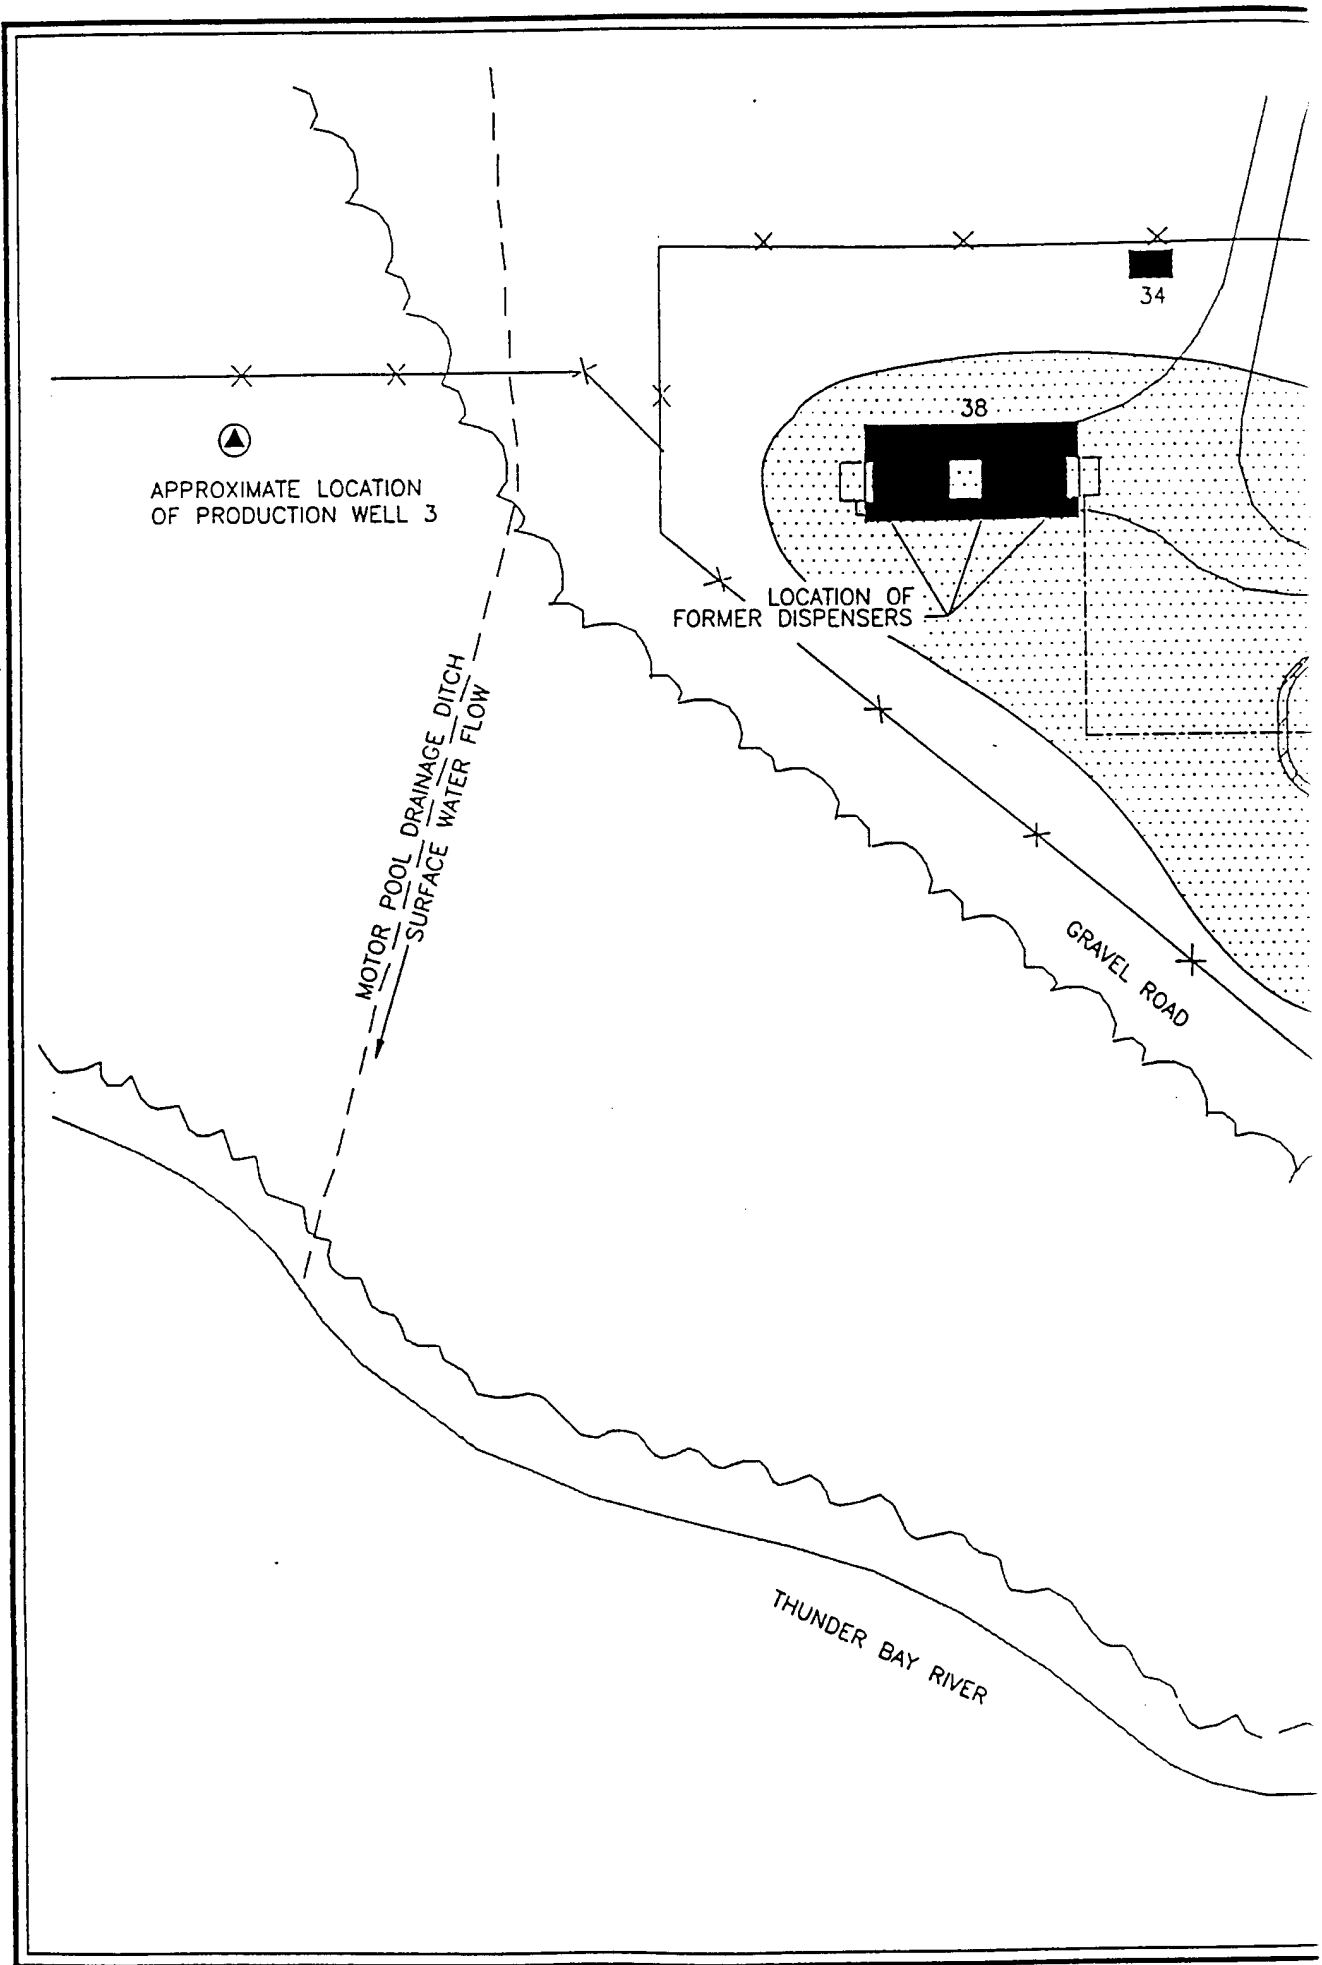 34
38
APPROXIMATE LOCATION
OF PRODUCTION WELL 3
LOCATION OF
FORMER DISPENSERS
MOTOR POOL DRAINAGE DITCH
SURFACE WATER FLOW
GRAVEL ROAD
THUNDER BAY RIVER